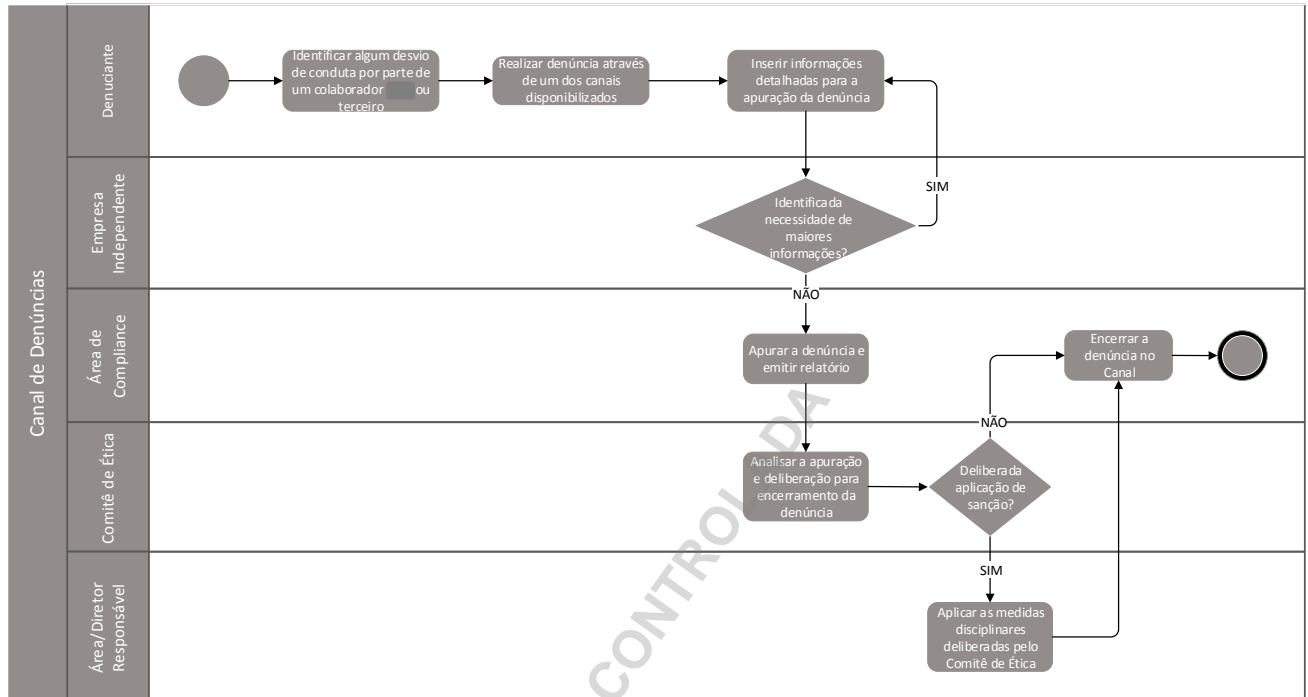 Canal de Denúncias
Denuciante
Identificar algum desvio
de conduta por parte de
um colaborador ou
terceiro
Realizar denúncia através
de um dos canais
disponibilizados
Inserir informações
detalhadas para a
apuração da denúncia
Empresa
Independente
Identificada
necessidade de
maiores
informações?
SIM
NÃO
Área de
Compliance
Apurar a denúncia e
emitir relatório
Encerrar a
denúncia no
Canal
Comitê de Ética
Analisar a apuração
e deliberação para
encerramento da
denúncia
Deliberada
aplicação de
sanção?
NÃO
SIM
Área/Diretor
Responsável
Aplicar as medidas
disciplinares
deliberadas pelo
Comitê de Ética